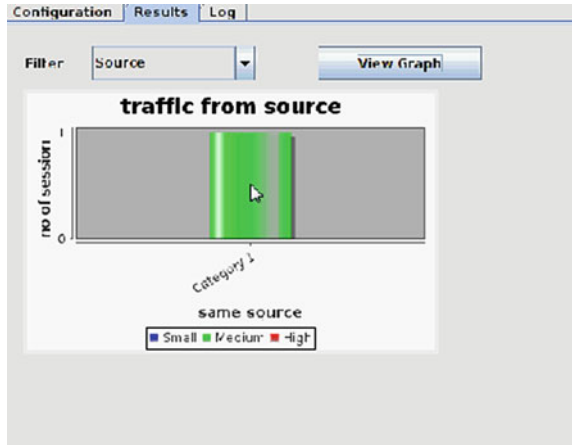 Configuration Results Log
Filter Source View Graph
traffic from source
no of session
1
0
Category 1
same source
Small Medium High